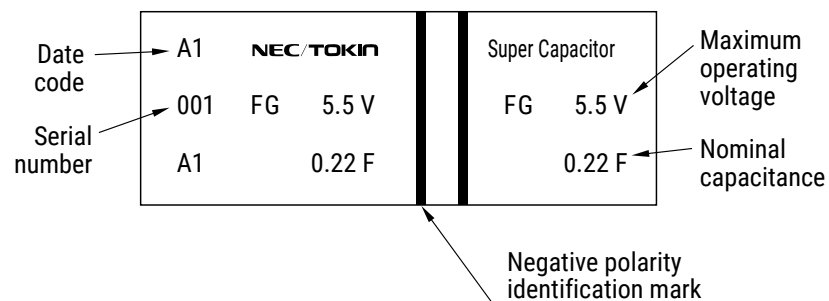 Date
code
Serial
number
A1 NEC/TOKIN
001 FG 5.5 V
A1 0.22 F
Super Capacitor
FG 5.5 V
0.22 F
Maximum
operating
voltage
Nominal
capacitance
Negative polarity
identification mark